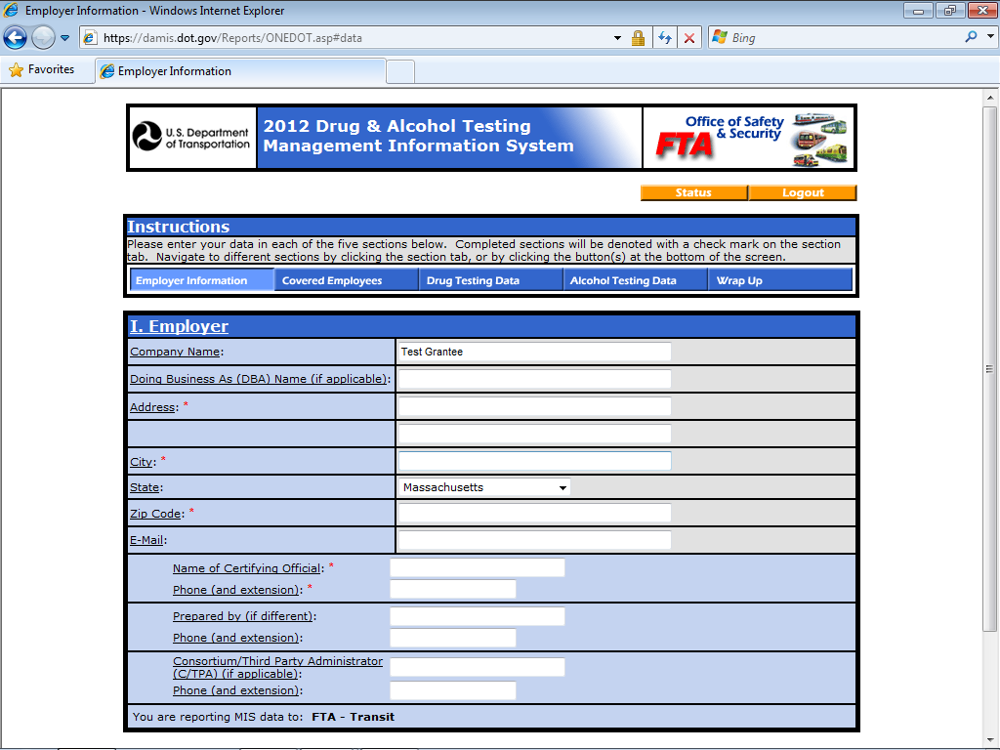 Employer Information - Windows Internet Explorer
https://damis.dot.gov/Reports/ONEDOT.asp#data
Bing
Favorites
Employer Information
U.S. Department
of Transportation
2012 Drug & Alcohol Testing
Management Information System
Office of Safety
& Security
FTA
Status
Logout
Instructions
Please enter your data in each of the five sections below.  Completed sections will be denoted with a check mark on the section
tab.  Navigate to different sections by clicking the section tab, or by clicking the button(s) at the bottom of the screen.
Employer Information
Covered Employees
Drug Testing Data
Alcohol Testing Data
Wrap Up
I. Employer
Company Name: Test Grantee
Doing Business As (DBA) Name (if applicable):
Address: *
City: *
State: Massachusetts
Zip Code: *
E-Mail:
Name of Certifying Official: *
Phone (and extension): *
Prepared by (if different):
Phone (and extension):
Consortium/Third Party Administrator
(C/TPA) (if applicable):
Phone (and extension):
You are reporting MIS data to:  FTA - Transit